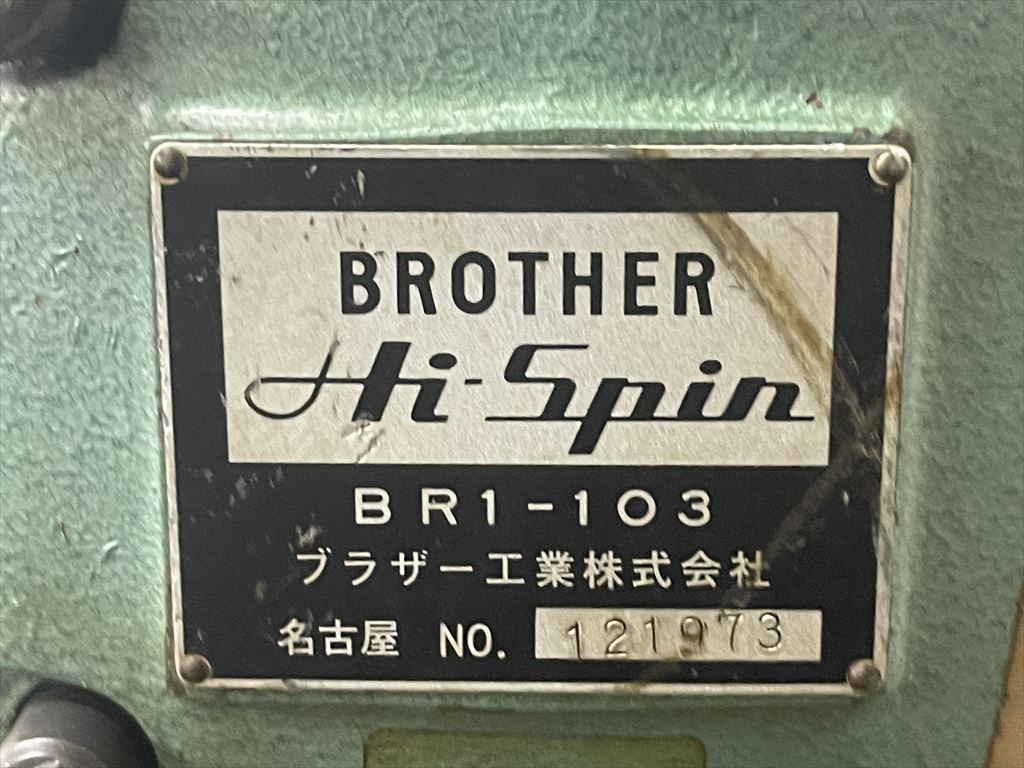 BROTHER
Hi-Spin
BR1-103
ブラザー工業株式会社
名古屋 NO. 121973